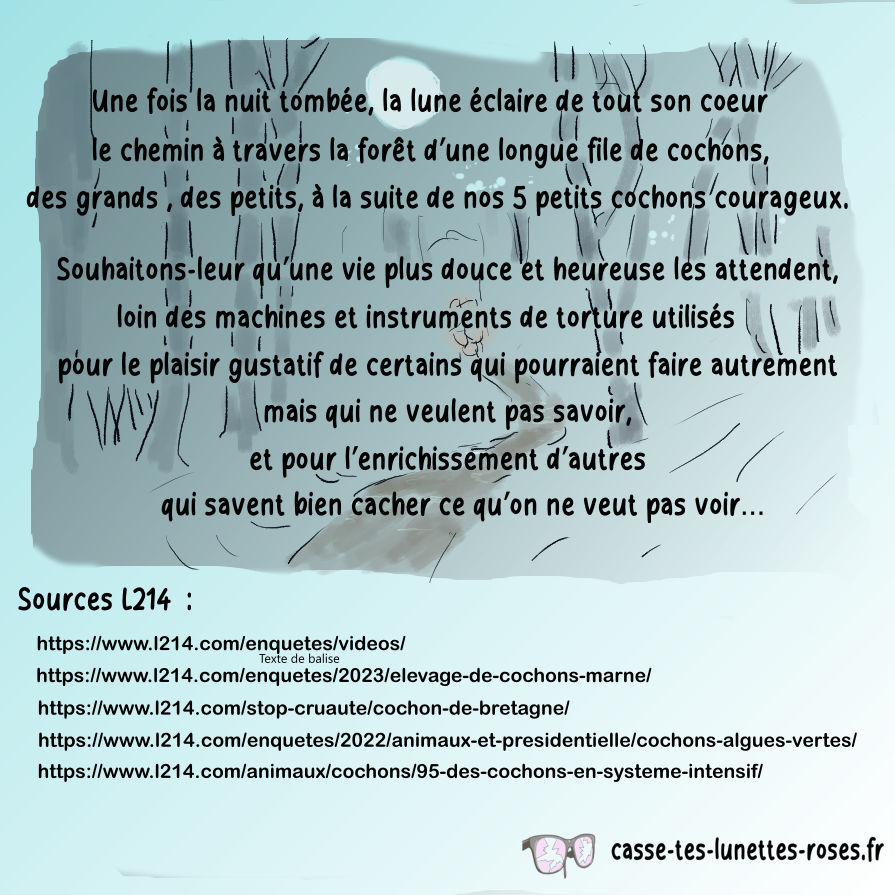 Une fois la nuit tombée, la lune éclaire de tout son coeur
le chemin à travers la forêt d'une longue file de cochons,
des grands , des petits, à la suite de nos 5 petits cochons courageux.
Souhaitons-leur qu'une vie plus douce et heureuse les attendent,
loin des machines et instruments de torture utilisés
pour le plaisir gustatif de certains qui pourraient faire autrement
mais qui ne veulent pas savoir,
et pour l'enrichissement d'autres
qui savent bien cacher ce qu'on ne veut pas voir...
Sources L214 :
https://www.l214.com/enquetes/videos/
Texte de balise
https://www.l214.com/enquetes/2023/elevage-de-cochons-marne/
https://www.l214.com/stop-cruaute/cochon-de-bretagne/
https://www.l214.com/enquetes/2022/animaux-et-presidentielle/cochons-algues-vertes/
https://www.l214.com/animaux/cochons/95-des-cochons-en-systeme-intensif/
casse-tes-lunettes-roses.fr